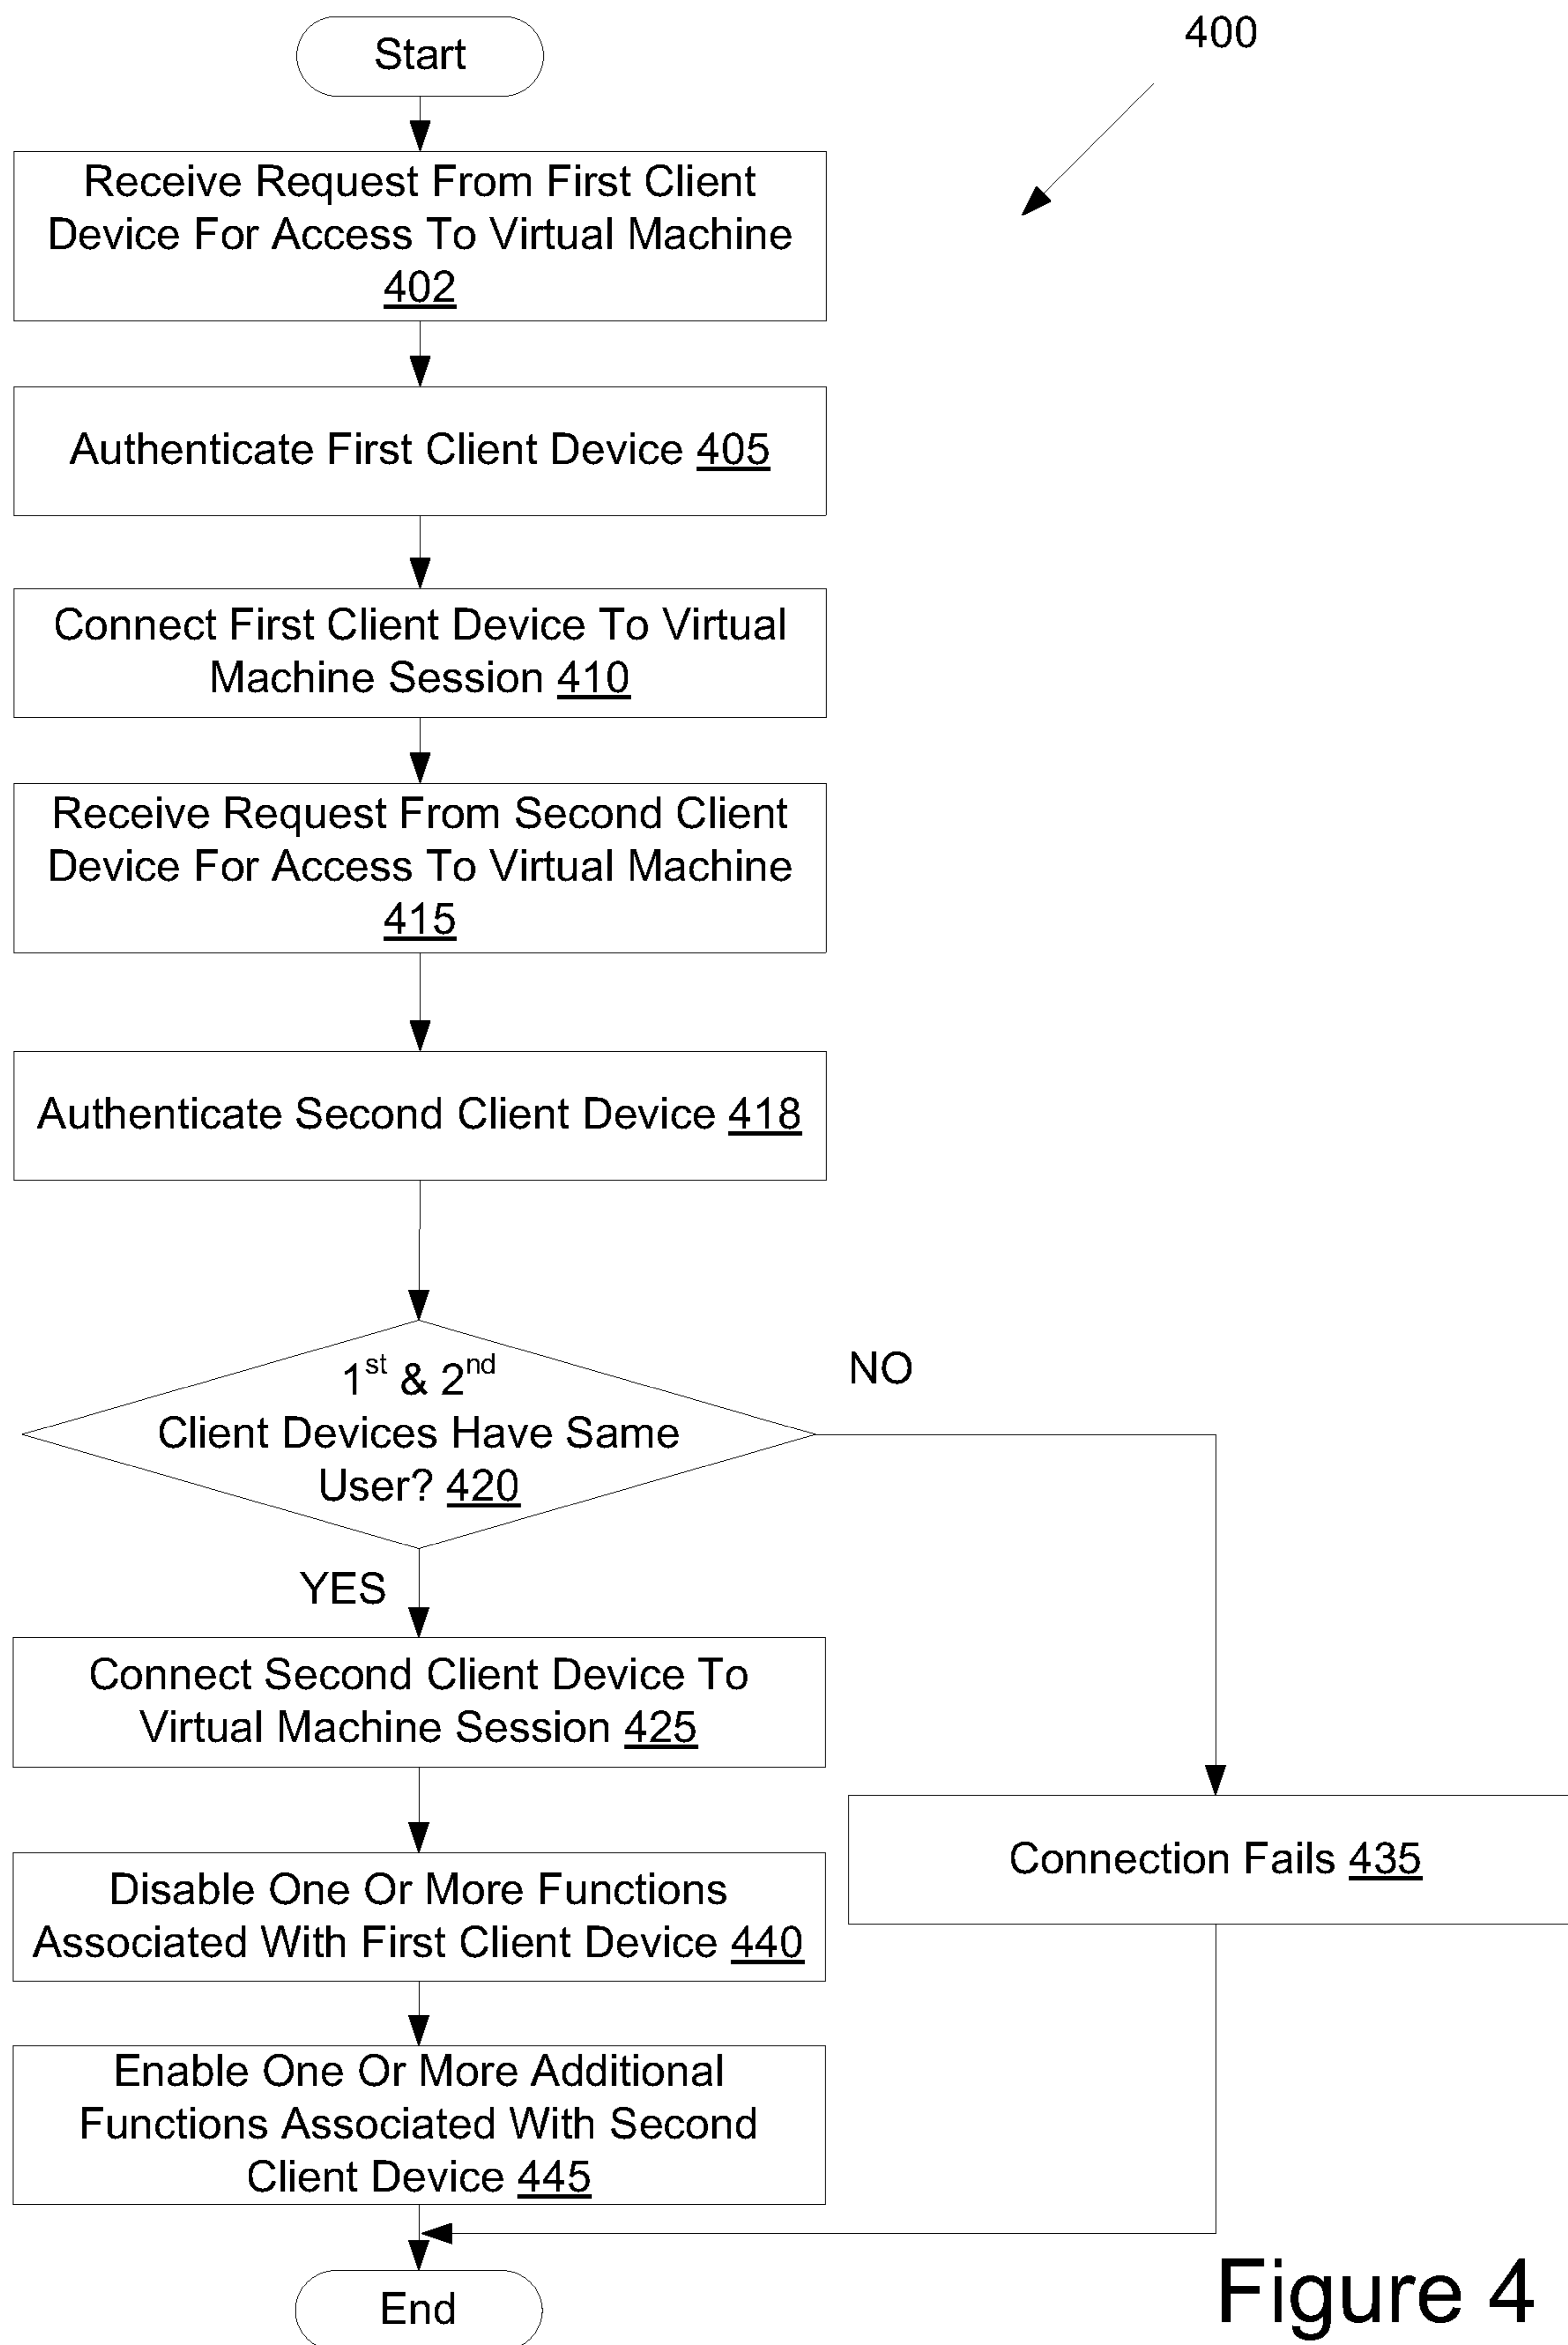 Start
400
Receive Request From First Client
Device For Access To Virtual Machine
402
Authenticate First Client Device 405
Connect First Client Device To Virtual
Machine Session 410
Receive Request From Second Client
Device For Access To Virtual Machine
415
Authenticate Second Client Device 418
1st & 2nd
Client Devices Have Same
User? 420
NO
YES
Connect Second Client Device To
Virtual Machine Session 425
Connection Fails 435
Disable One Or More Functions
Associated With First Client Device 440
Enable One Or More Additional
Functions Associated With Second
Client Device 445
End
Figure 4